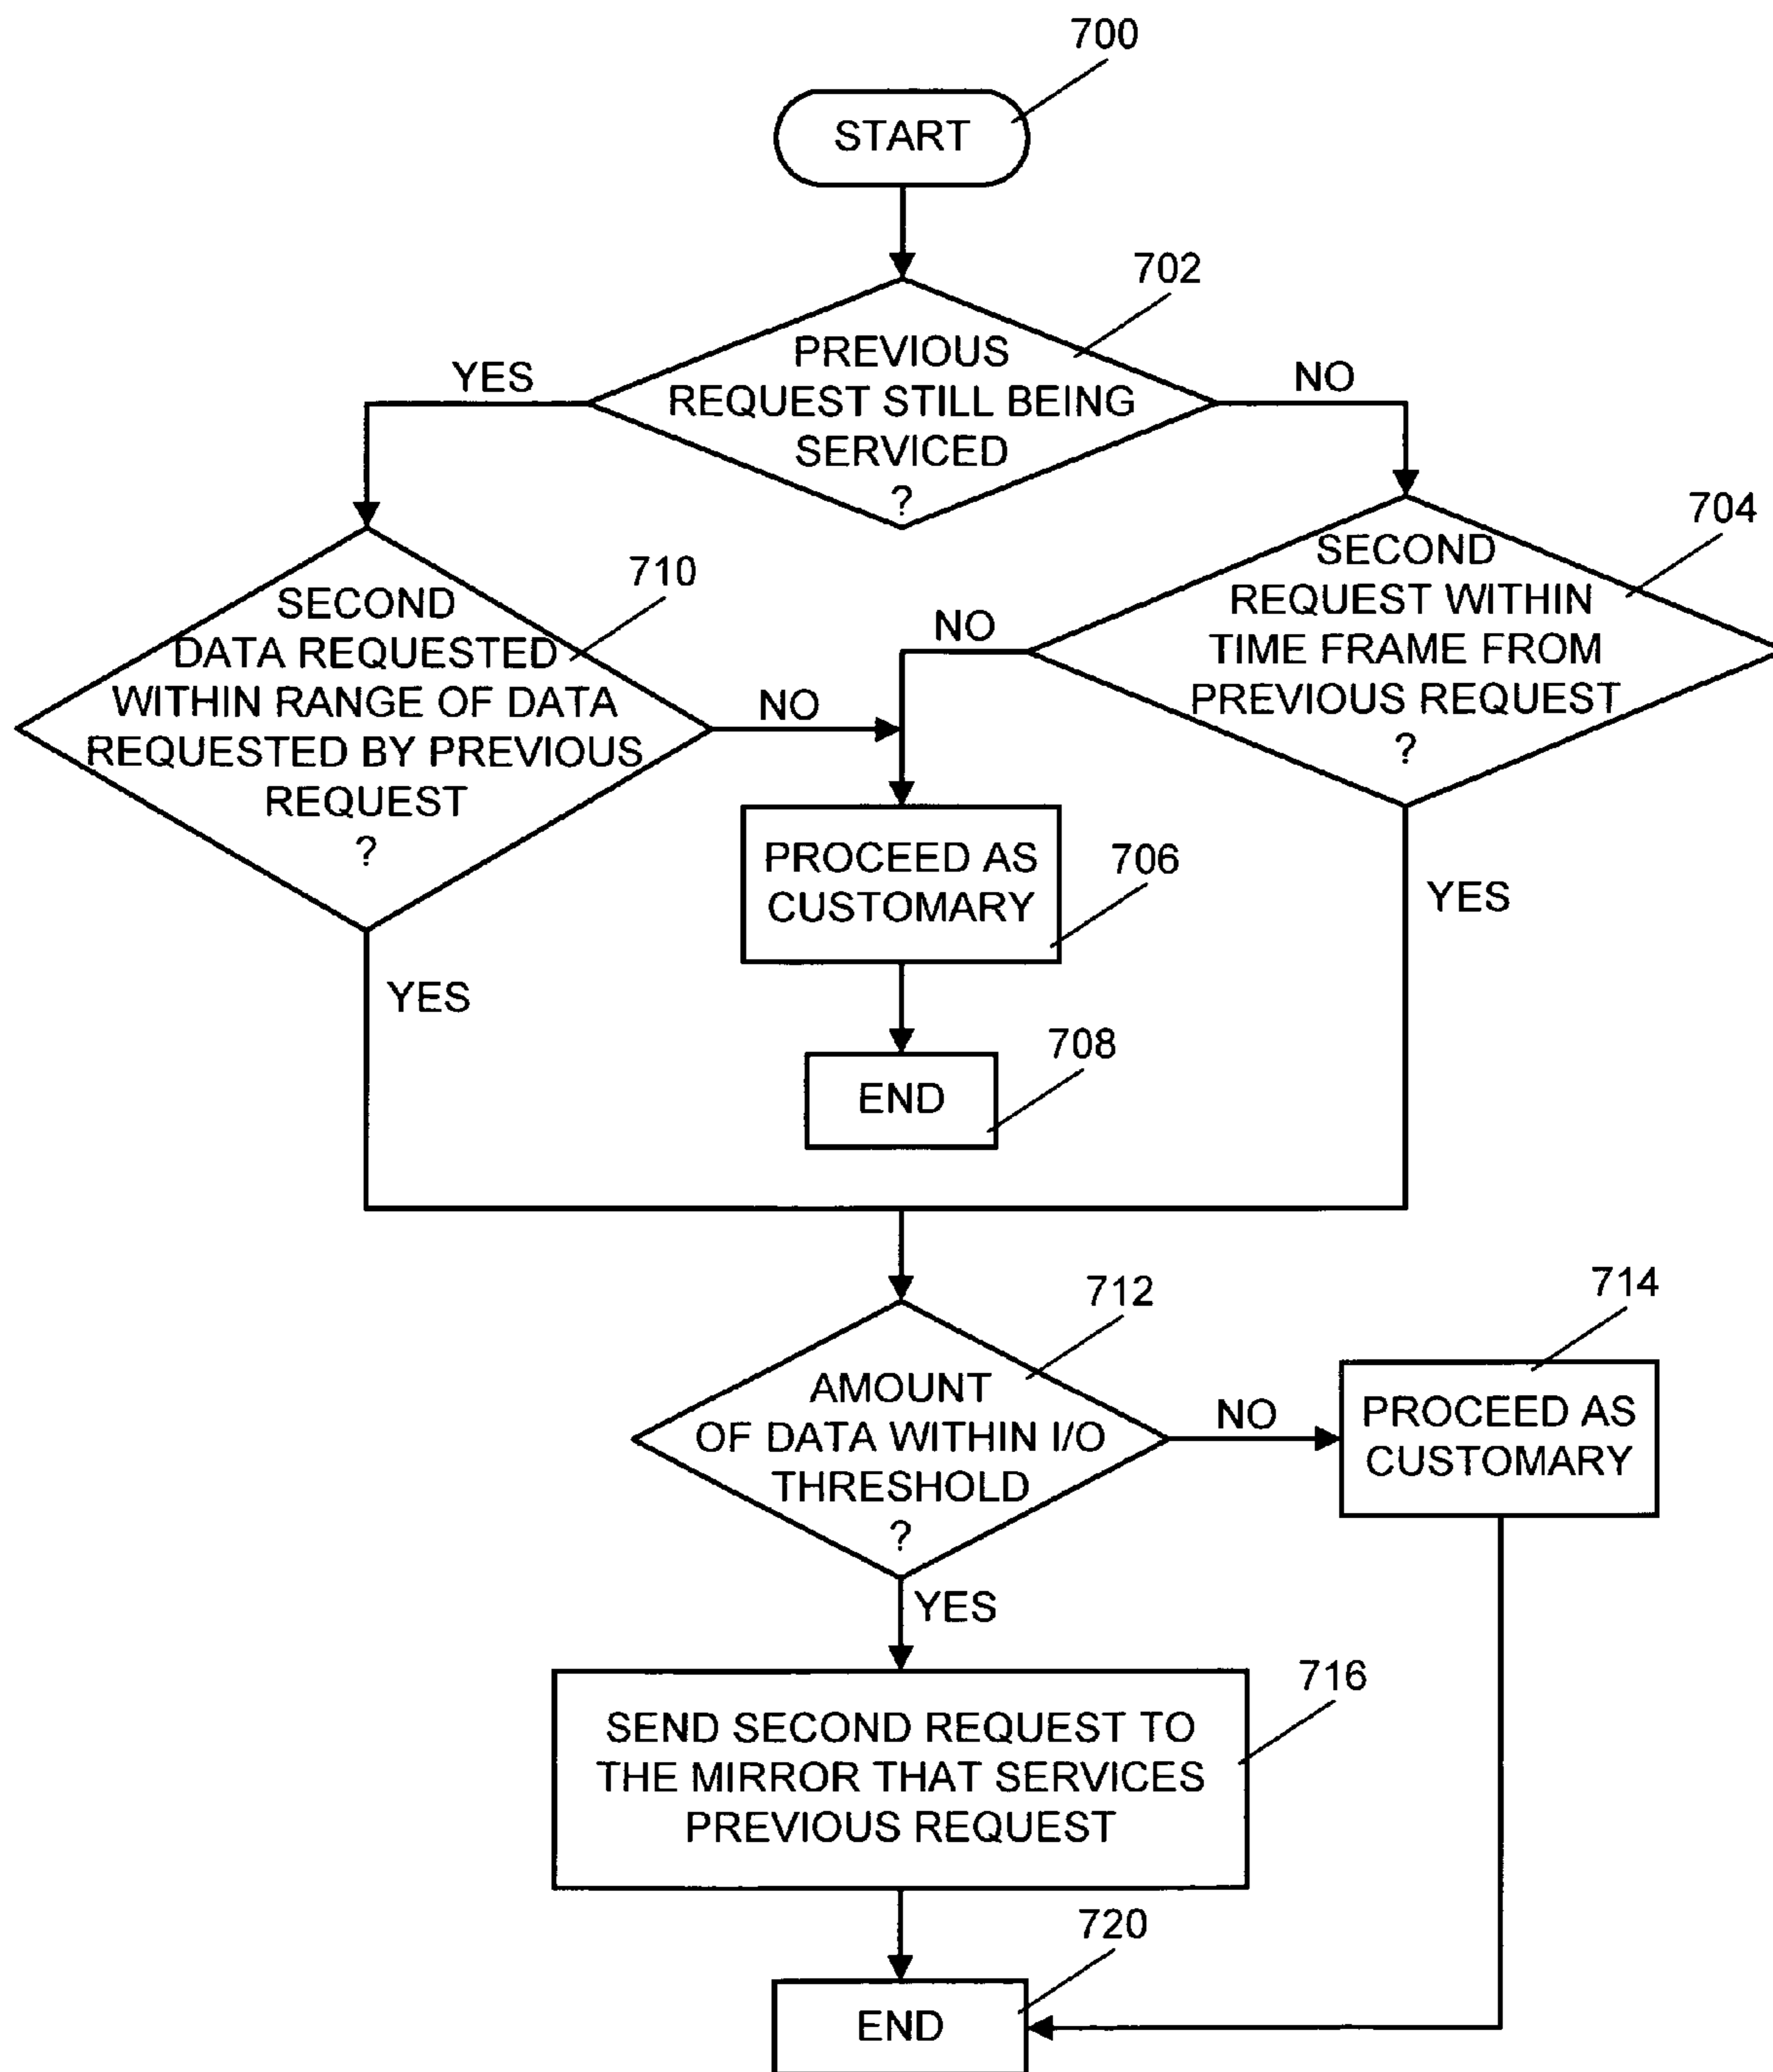 700
START
702
PREVIOUS
REQUEST STILL BEING
SERVICED
?
YES
NO
704
SECOND
REQUEST WITHIN
TIME FRAME FROM
PREVIOUS REQUEST
?
NO
YES
710
SECOND
DATA REQUESTED
WITHIN RANGE OF DATA
REQUESTED BY PREVIOUS
REQUEST
?
NO
YES
706
PROCEED AS
CUSTOMARY
708
END
712
AMOUNT
OF DATA WITHIN I/O
THRESHOLD
?
NO
714
PROCEED AS
CUSTOMARY
YES
716
SEND SECOND REQUEST TO
THE MIRROR THAT SERVICES
PREVIOUS REQUEST
720
END